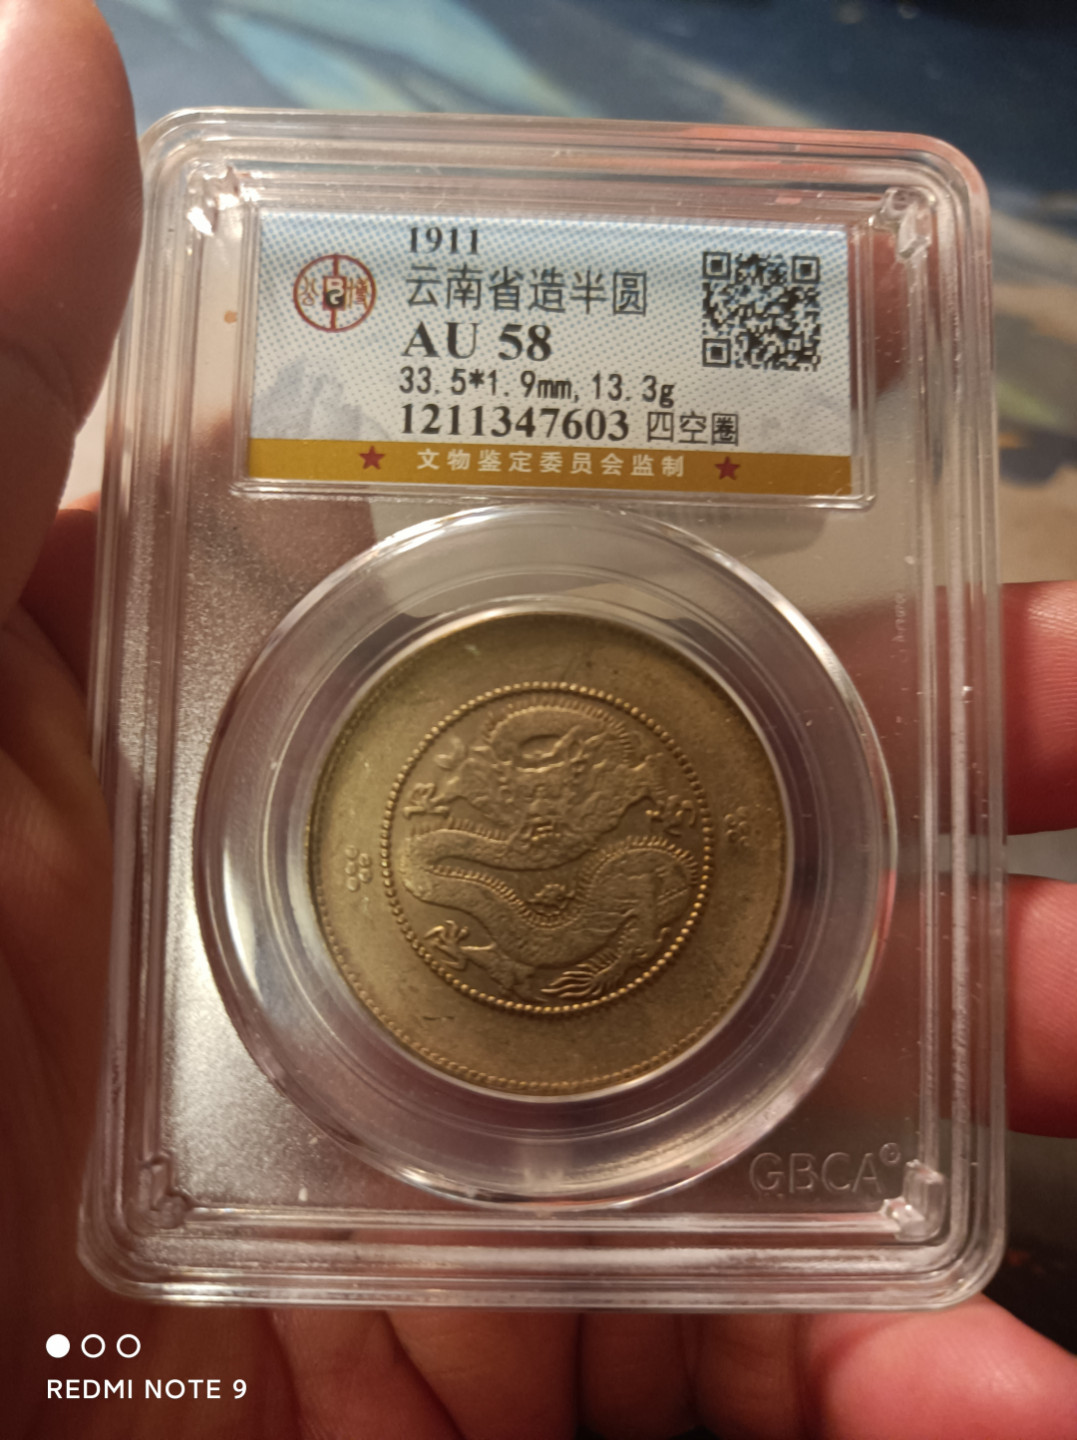 1911
云南省造半圆
AU 58
33.5*1.9mm,13.3g
1211347603 四空圈
★ 文物鉴定委员会监制 ★
GBCA®
REDMI NOTE 9